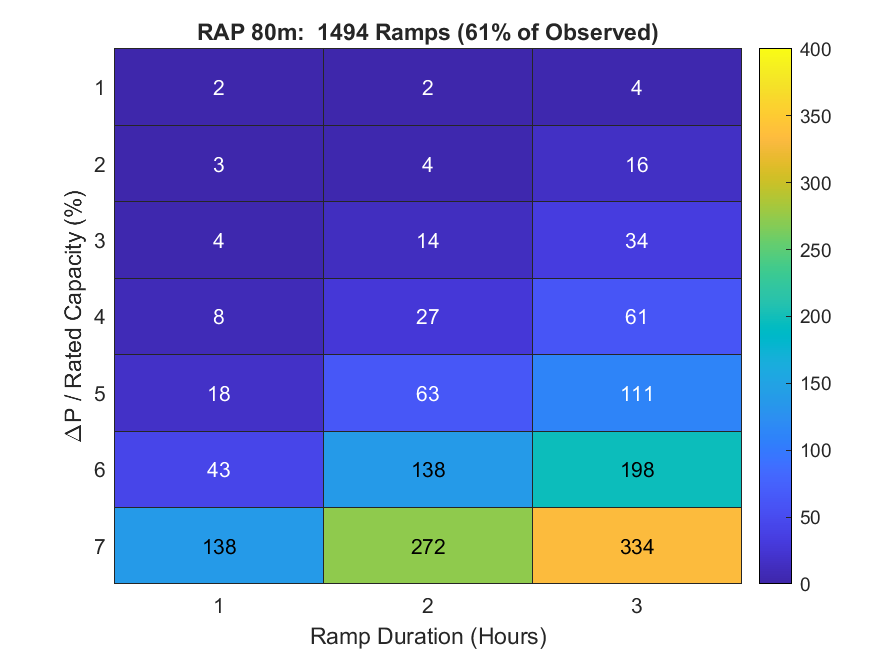 RAP 80m:  1494 Ramps (61% of Observed)
400
350
300
250
200
150
100
50
0
ΔP / Rated Capacity (%)
1 2 2 4
2 3 4 16
3 4 14 34
4 8 27 61
5 18 63 111
6 43 138 198
7 138 272 334
1 2 3
Ramp Duration (Hours)